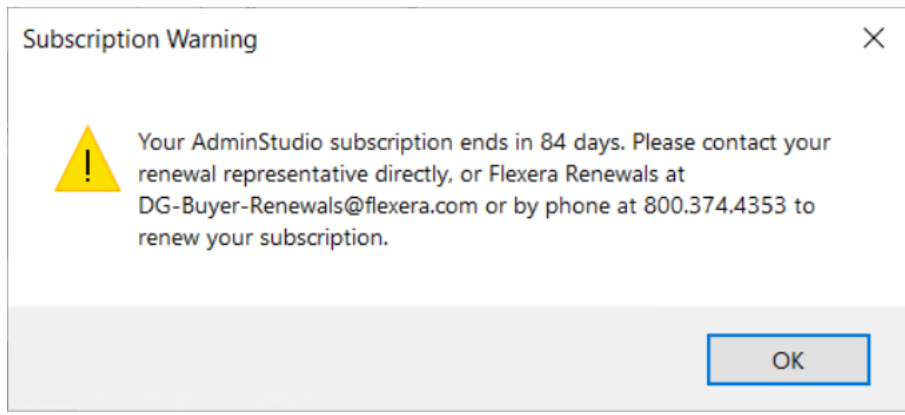 Subscription Warning
Your AdminStudio subscription ends in 84 days. Please contact your
renewal representative directly, or Flexera Renewals at
DG-Buyer-Renewals@flexera.com or by phone at 800.374.4353 to
renew your subscription.
OK